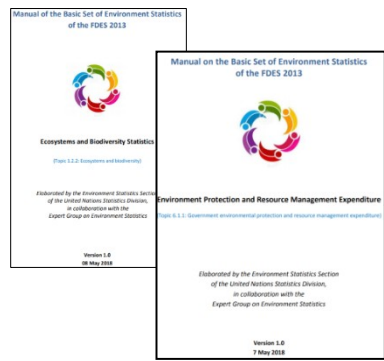 Manual of the Basic Set of Environment Statistics
of the FDES 2013
Ecosystems and Biodiversity Statistics
(Topic 1.2.2: Ecosystems and biodiversity)
Elaborated by the Environment Statistics Sectio
of the United Nations Statistics Division,
in collaboration with the
Expert Group on Environment Statistics
Version 1.0
08 May 2018
Manual on the Basic Set of Environment Statistics
of the FDES 2013
Environment Protection and Resource Management Expenditure
(Topic 6.1.1: Government environmental protection and resource management expenditure)
Elaborated by the Environment Statistics Section
of the United Nations Statistics Division,
in collaboration with the
Expert Group on Environment Statistics
Version 1.0
7 May 2018